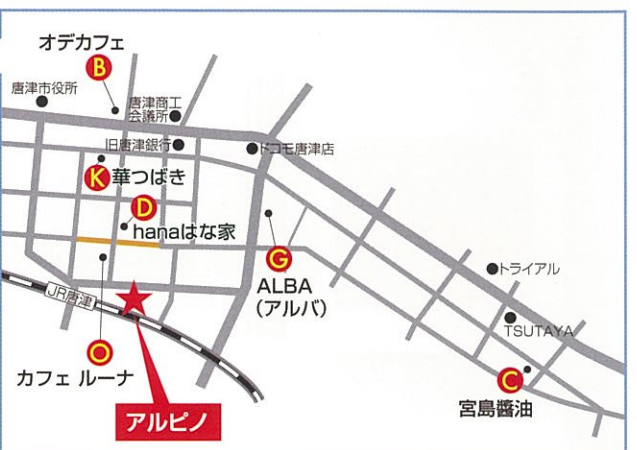 オデカフェ
B
唐津市役所
唐津商工
会議所
旧唐津銀行
ドコモ唐津店
K 華つばき
D
hanaはな家
G
ALBA
(アルバ)
トライアル
JR唐津
TSUTAYA
O
カフェ ルーナ
C
宮島醤油
アルピノ